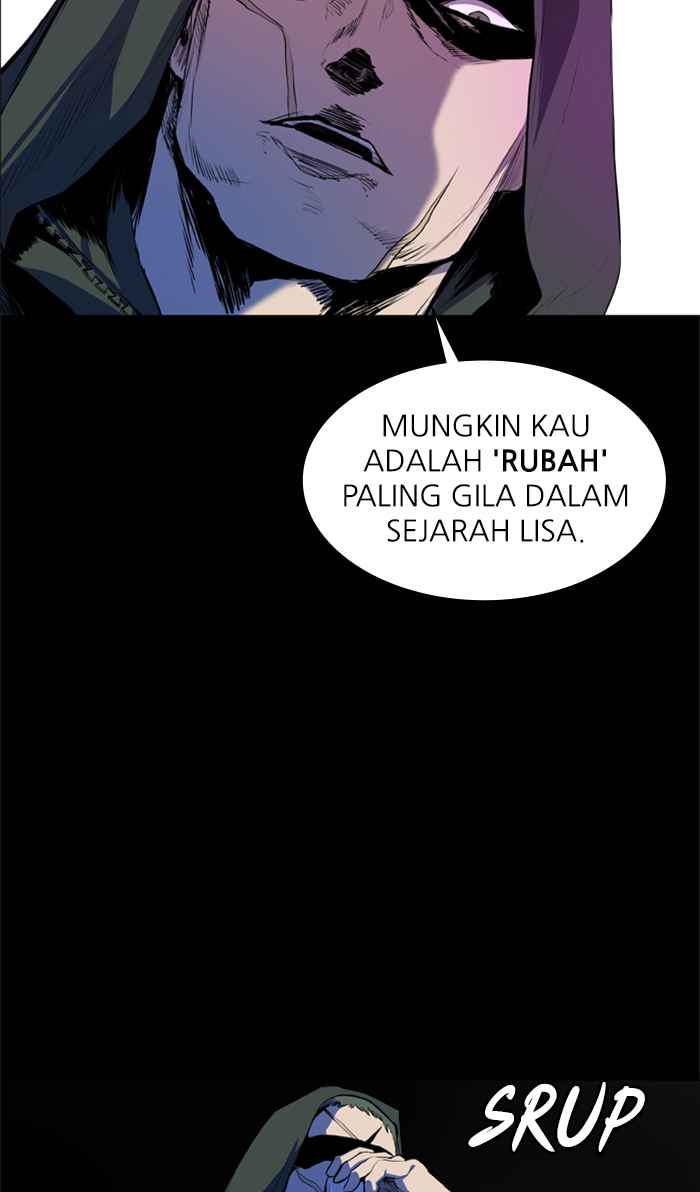 MUNGKIN KAU
ADALAH 'RUBAH'
PALING GILA DALAM
SEJARAH LISA.
SRUP